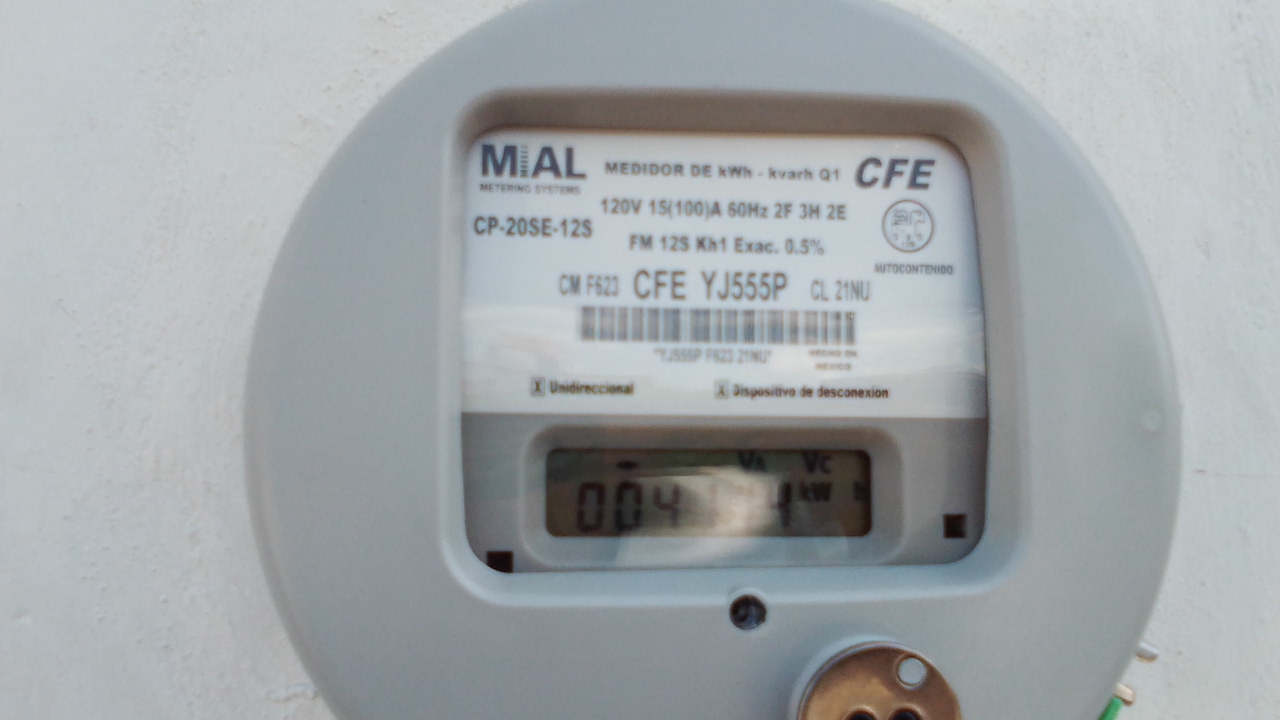 MIAL
METERING SYSTEMS
MEDIDOR DE kWh - kvarh Q1
CFE
120V 15(100)A 60Hz 2F 3H 2E
CP-20SE-12S
FM 12S Kh1 Exac. 0.5%
AUTOCONTENIDO
CM F623 CFE YJ555P CL 21NU
"YJ555P F623 21NU"
HECHO EN
MEXICO
X Unidireccional
X Dispositivo de desconexión
VA VC
kW h